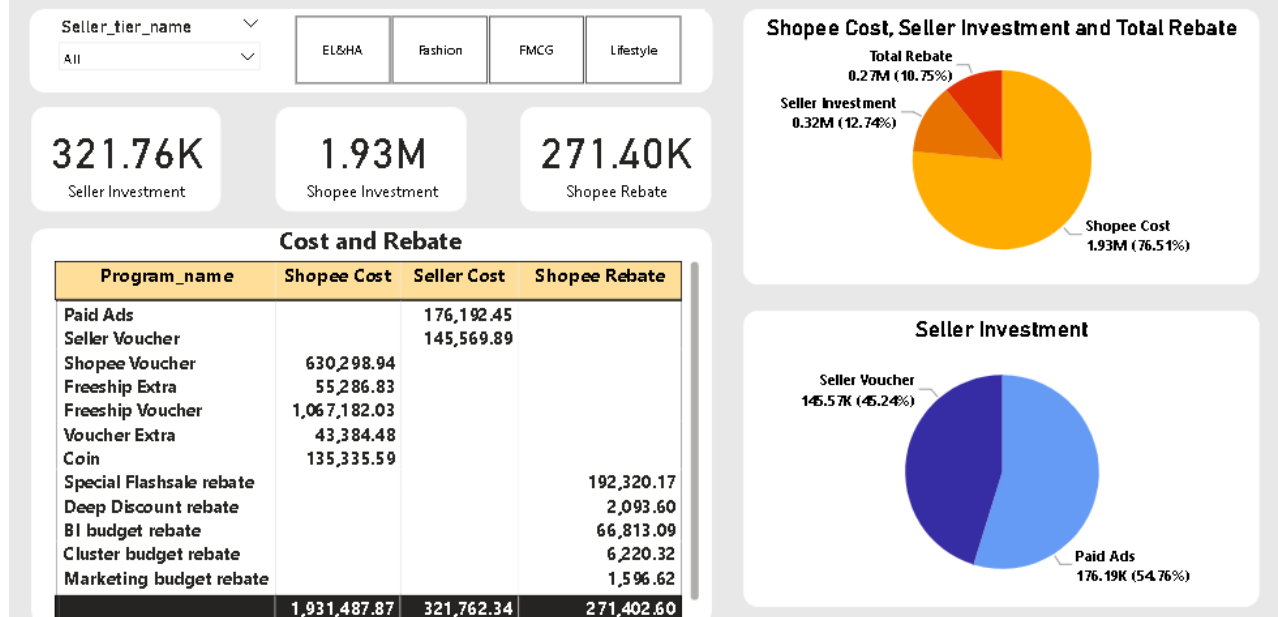 Seller_tier_name
All
EL&HA
Fashion
FMCG
Lifestyle
321.76K
Seller Investment
1.93M
Shopee Investment
271.40K
Shopee Rebate
Cost and Rebate
Program_name Shopee Cost Seller Cost Shopee Rebate
Paid Ads 176,192.45
Seller Voucher 145,569.89
Shopee Voucher 630,298.94
Freeship Extra 55,286.83
Freeship Voucher 1,067,182.03
Voucher Extra 43,384.48
Coin 135,335.59
Special Flashsale rebate 192,320.17
Deep Discount rebate 2,093.60
BI budget rebate 66,813.09
Cluster budget rebate 6,220.32
Marketing budget rebate 1,596.62
1,931,487.87 321,762.34 271,402.60
Shopee Cost, Seller Investment and Total Rebate
Total Rebate
0.27M (10.75%)
Seller Investment
0.32M (12.74%)
Shopee Cost
1.93M (76.51%)
Seller Investment
Seller Voucher
145.57K (45.24%)
Paid Ads
176.19K (54.76%)